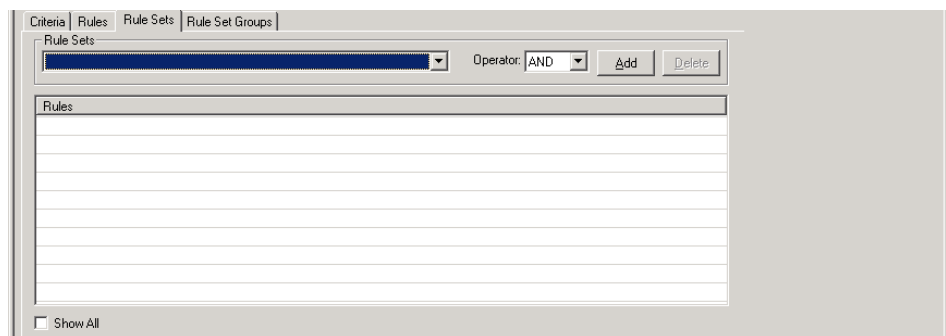 Criteria Rules Rule Sets Rule Set Groups
Rule Sets
Operator: AND Add Delete
Rules
Show All